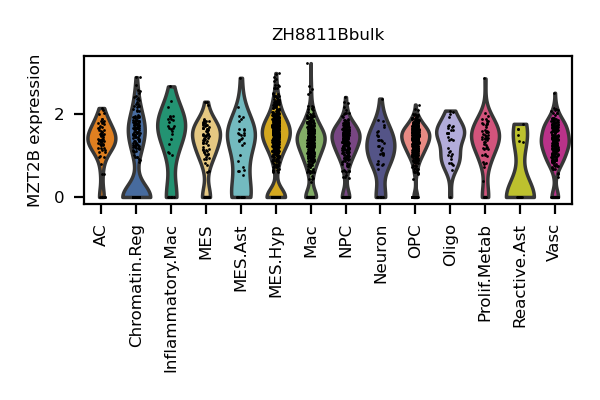 ZH8811Bbulk
MZT2B expression
2
0
AC
Chromatin.Reg
Inflammatory.Mac
MES
MES.Ast
MES.Hyp
Mac
NPC
Neuron
OPC
Oligo
Prolif.Metab
Reactive.Ast
Vasc